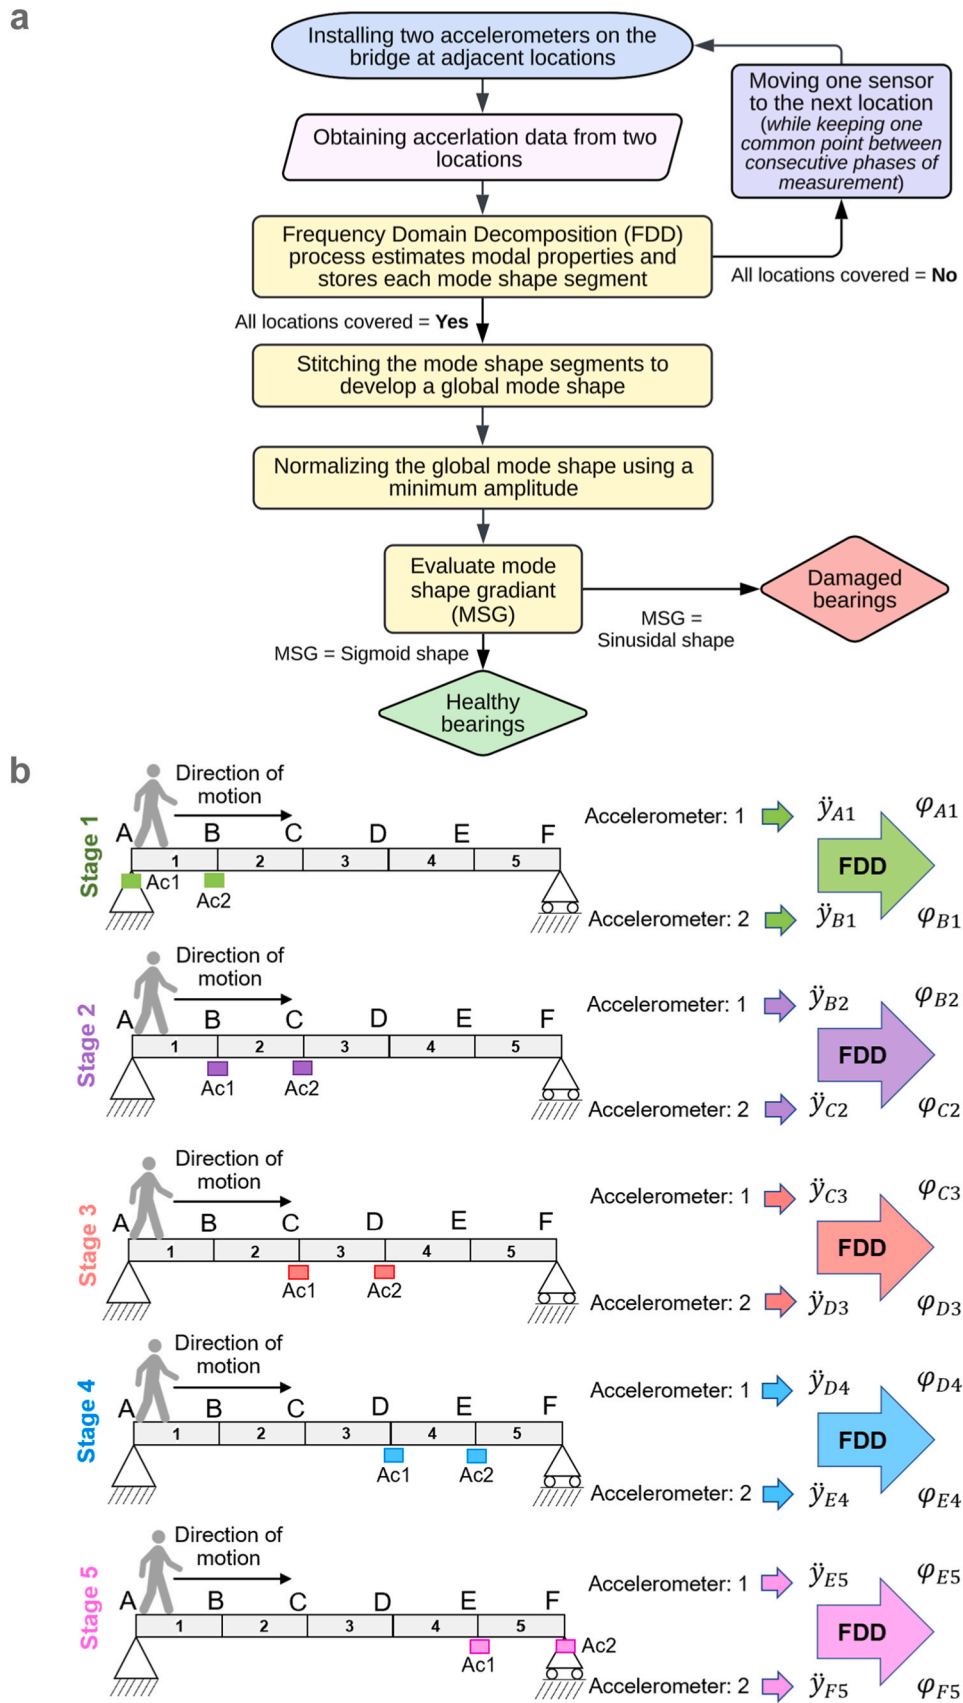 a
Installing two accelerometers on the
bridge at adjacent locations
Moving one sensor
to the next location
(while keeping one
common point between
consecutive phases of
measurement)
Obtaining accerlation data from two
locations
Frequency Domain Decomposition (FDD)
process estimates modal properties and
stores each mode shape segment
All locations covered = No
All locations covered = Yes
Stitching the mode shape segments to
develop a global mode shape
Normalizing the global mode shape using a
minimum amplitude
Evaluate mode
shape gradiant
(MSG)
Damaged
bearings
MSG =
Sinusidal shape
MSG = Sigmoid shape
Healthy
bearings
b
Stage 1
Direction of
motion
A B C D E F
1 2 3 4 5
Ac1
Ac2
Accelerometer: 1 ÿA1 φA1
FDD
Accelerometer: 2 ÿB1 φB1
Stage 2
Direction of
motion
A B C D E F
1 2 3 4 5
Ac1 Ac2
Accelerometer: 1 ÿB2 φB2
FDD
Accelerometer: 2 ÿC2 φC2
Stage 3
Direction of
motion
A B C D E F
1 2 3 4 5
Ac1 Ac2
Accelerometer: 1 ÿC3 φC3
FDD
Accelerometer: 2 ÿD3 φD3
Stage 4
Direction of
motion
A B C D E F
1 2 3 4 5
Ac1 Ac2
Accelerometer: 1 ÿD4 φD4
FDD
Accelerometer: 2 ÿE4 φE4
Stage 5
Direction of
motion
A B C D E F
1 2 3 4 5
Ac1 Ac2
Accelerometer: 1 ÿE5 φE5
FDD
Accelerometer: 2 ÿF5 φF5